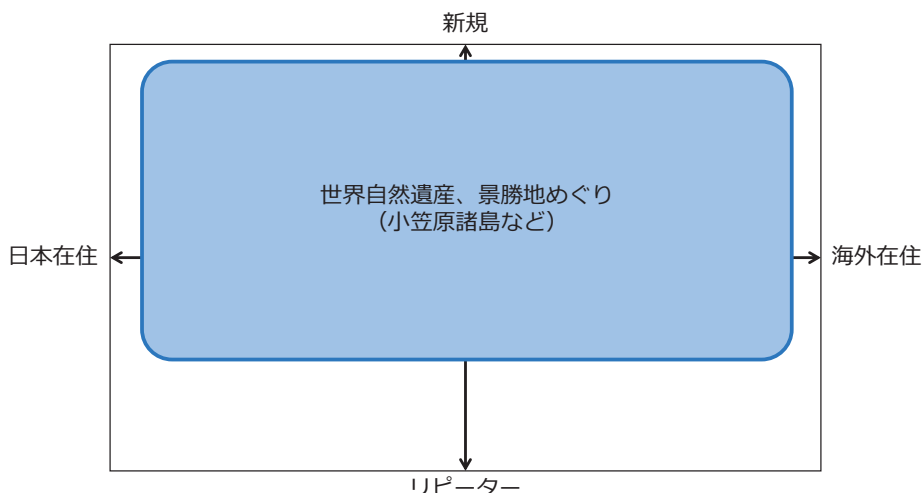 新規
世界自然遺産、景勝地めぐり
(小笠原諸島など)
日本在住
海外在住
リピーター